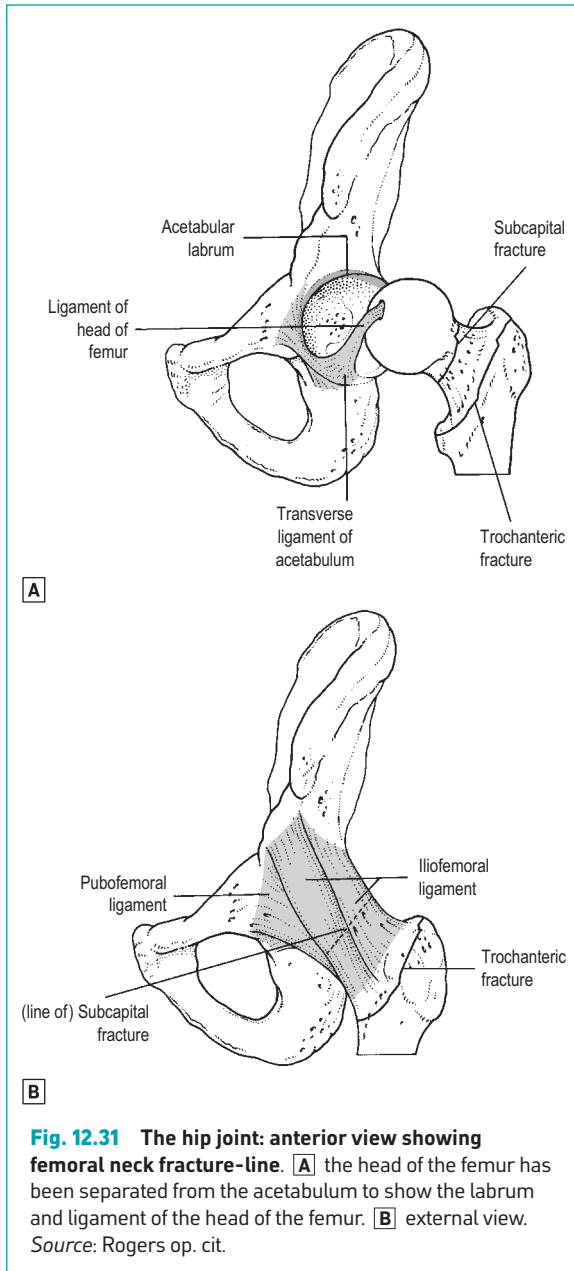 Acetabular
labrum
Subcapital
fracture
Ligament of
head of
femur
Transverse
ligament of
acetabulum
Trochanteric
fracture
A
Pubofemoral
ligament
Iliofemoral
ligament
(line of) Subcapital
fracture
Trochanteric
fracture
B
Fig. 12.31 The hip joint: anterior view showing
femoral neck fracture-line. A the head of the femur has
been separated from the acetabulum to show the labrum
and ligament of the head of the femur. B external view.
Source: Rogers op. cit.